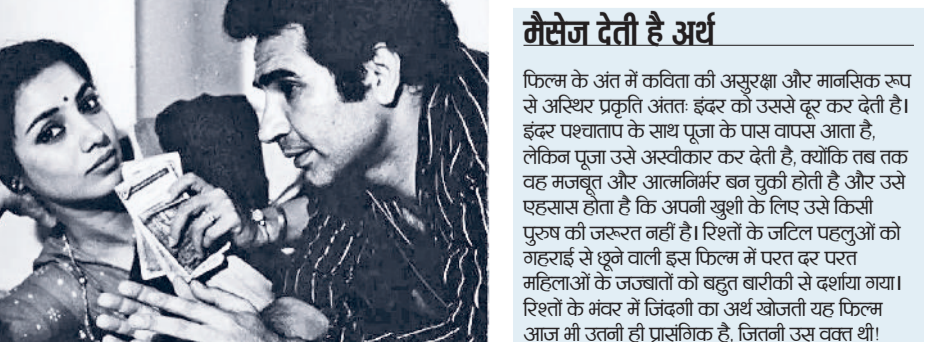 मैसेज देती है अर्थ
फिल्म के अंत में कविता की असुरक्षा और मानसिक रूप
से अस्थिर प्रकृति अंततः इंदर को उससे दूर कर देती है।
इंदर पश्चाताप के साथ पूजा के पास वापस आता है,
लेकिन पूजा उसे अस्वीकार कर देती है, क्योंकि तब तक
वह मजबूत और आत्मनिर्भर बन चुकी होती है और उसे
एहसास होता है कि अपनी खुशी के लिए उसे किसी
पुरुष की जरूरत नहीं है। रिश्तों के जटिल पहलुओं को
गहराई से छूने वाली इस फिल्म में परत दर परत
महिलाओं के जज्बातों को बहुत बारीकी से दर्शाया गया।
रिश्तों के भंवर में जिंदगी का अर्थ खोजती यह फिल्म
आज भी उतनी ही प्रासंगिक है, जितनी उस वक्त थी!